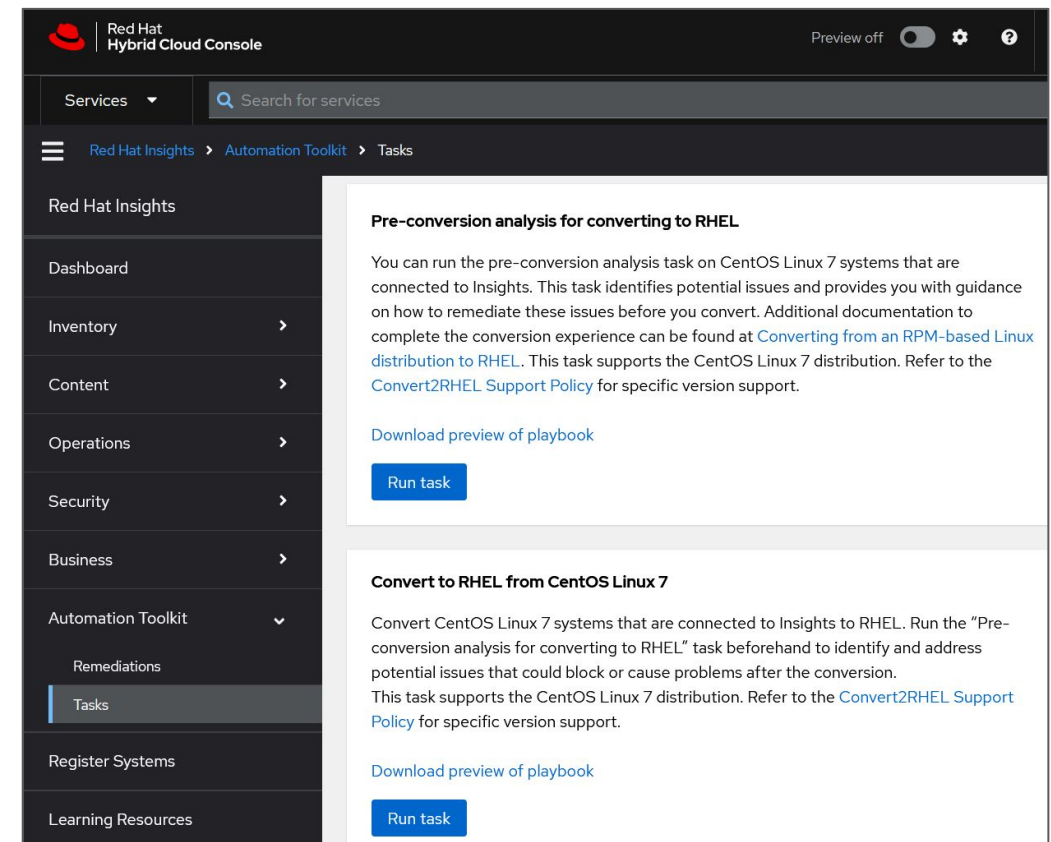 Red Hat
Hybrid Cloud Console
Preview off
Services
Search for services
Red Hat Insights > Automation Toolkit > Tasks
Red Hat Insights
Dashboard
Inventory
Content
Operations
Security
Business
Automation Toolkit
Remediations
Tasks
Register Systems
Learning Resources
Pre-conversion analysis for converting to RHEL
You can run the pre-conversion analysis task on CentOS Linux 7 systems that are
connected to Insights. This task identifies potential issues and provides you with guidance
on how to remediate these issues before you convert. Additional documentation to
complete the conversion experience can be found at Converting from an RPM-based Linux
distribution to RHEL. This task supports the CentOS Linux 7 distribution. Refer to the
Convert2RHEL Support Policy for specific version support.
Download preview of playbook
Run task
Convert to RHEL from CentOS Linux 7
Convert CentOS Linux 7 systems that are connected to Insights to RHEL. Run the “Pre-
conversion analysis for converting to RHEL” task beforehand to identify and address
potential issues that could block or cause problems after the conversion.
This task supports the CentOS Linux 7 distribution. Refer to the Convert2RHEL Support
Policy for specific version support.
Download preview of playbook
Run task